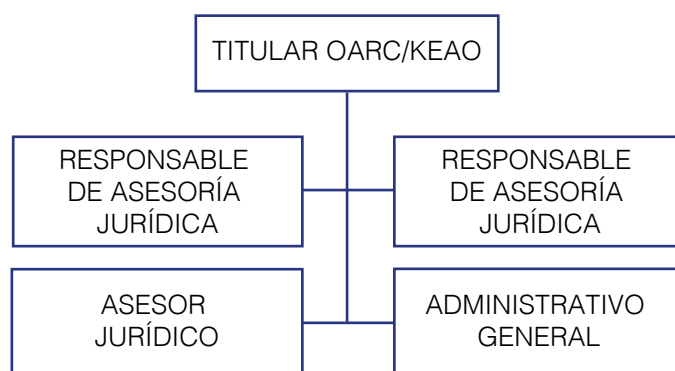 TITULAR OARC/KEAO
RESPONSABLE
DE ASESORÍA
JURÍDICA
RESPONSABLE
DE ASESORÍA
JURÍDICA
ASESOR
JURÍDICO
ADMINISTRATIVO
GENERAL